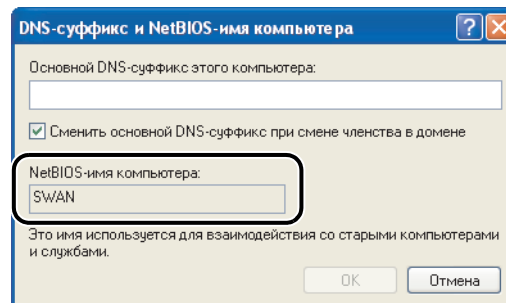 DNS-суффикс и NetBIOS-имя компьютера
Основной DNS-суффикс этого компьютера:
Сменить основной DNS-суффикс при смене членства в домене
NetBIOS-имя компьютера:
SWAN
Это имя используется для взаимодействия со старыми компьютерами
и службами.
OK
Отмена